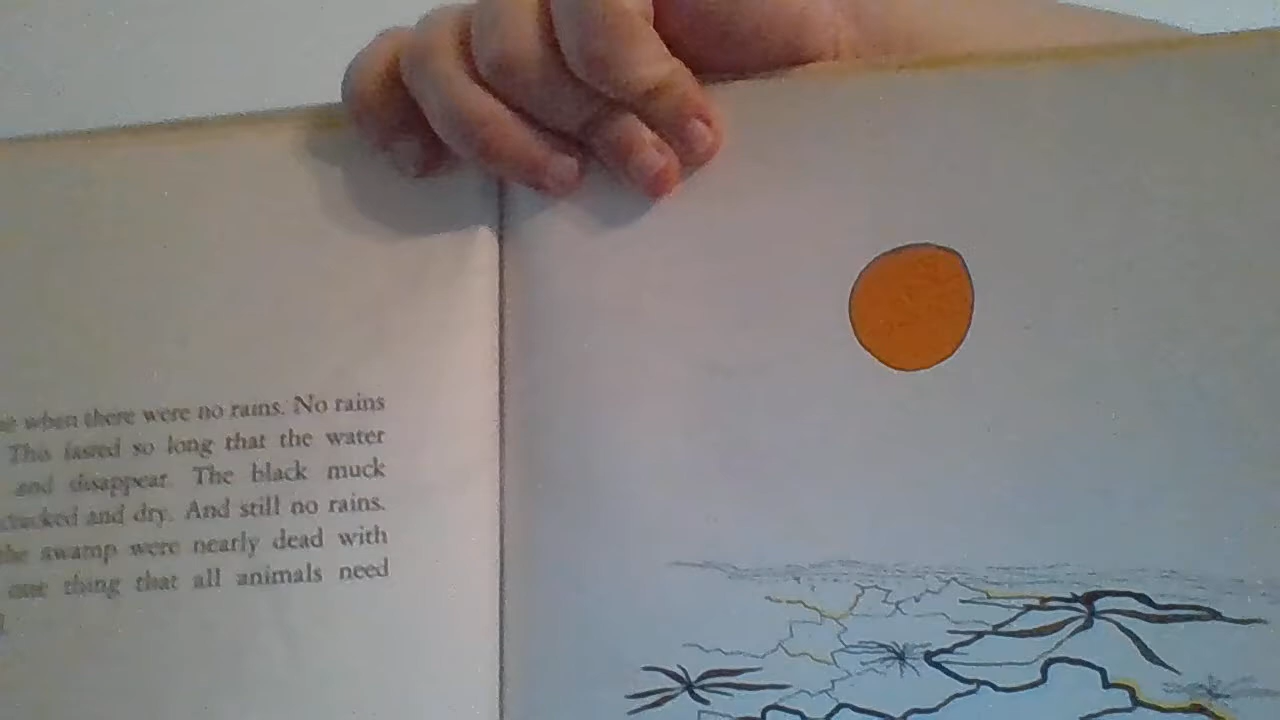 when there were no rains. No rains
This lasted so long that the water
and disappear. The black muck
cracked and dry. And still no rains.
the swamp were nearly dead with
one thing that all animals need